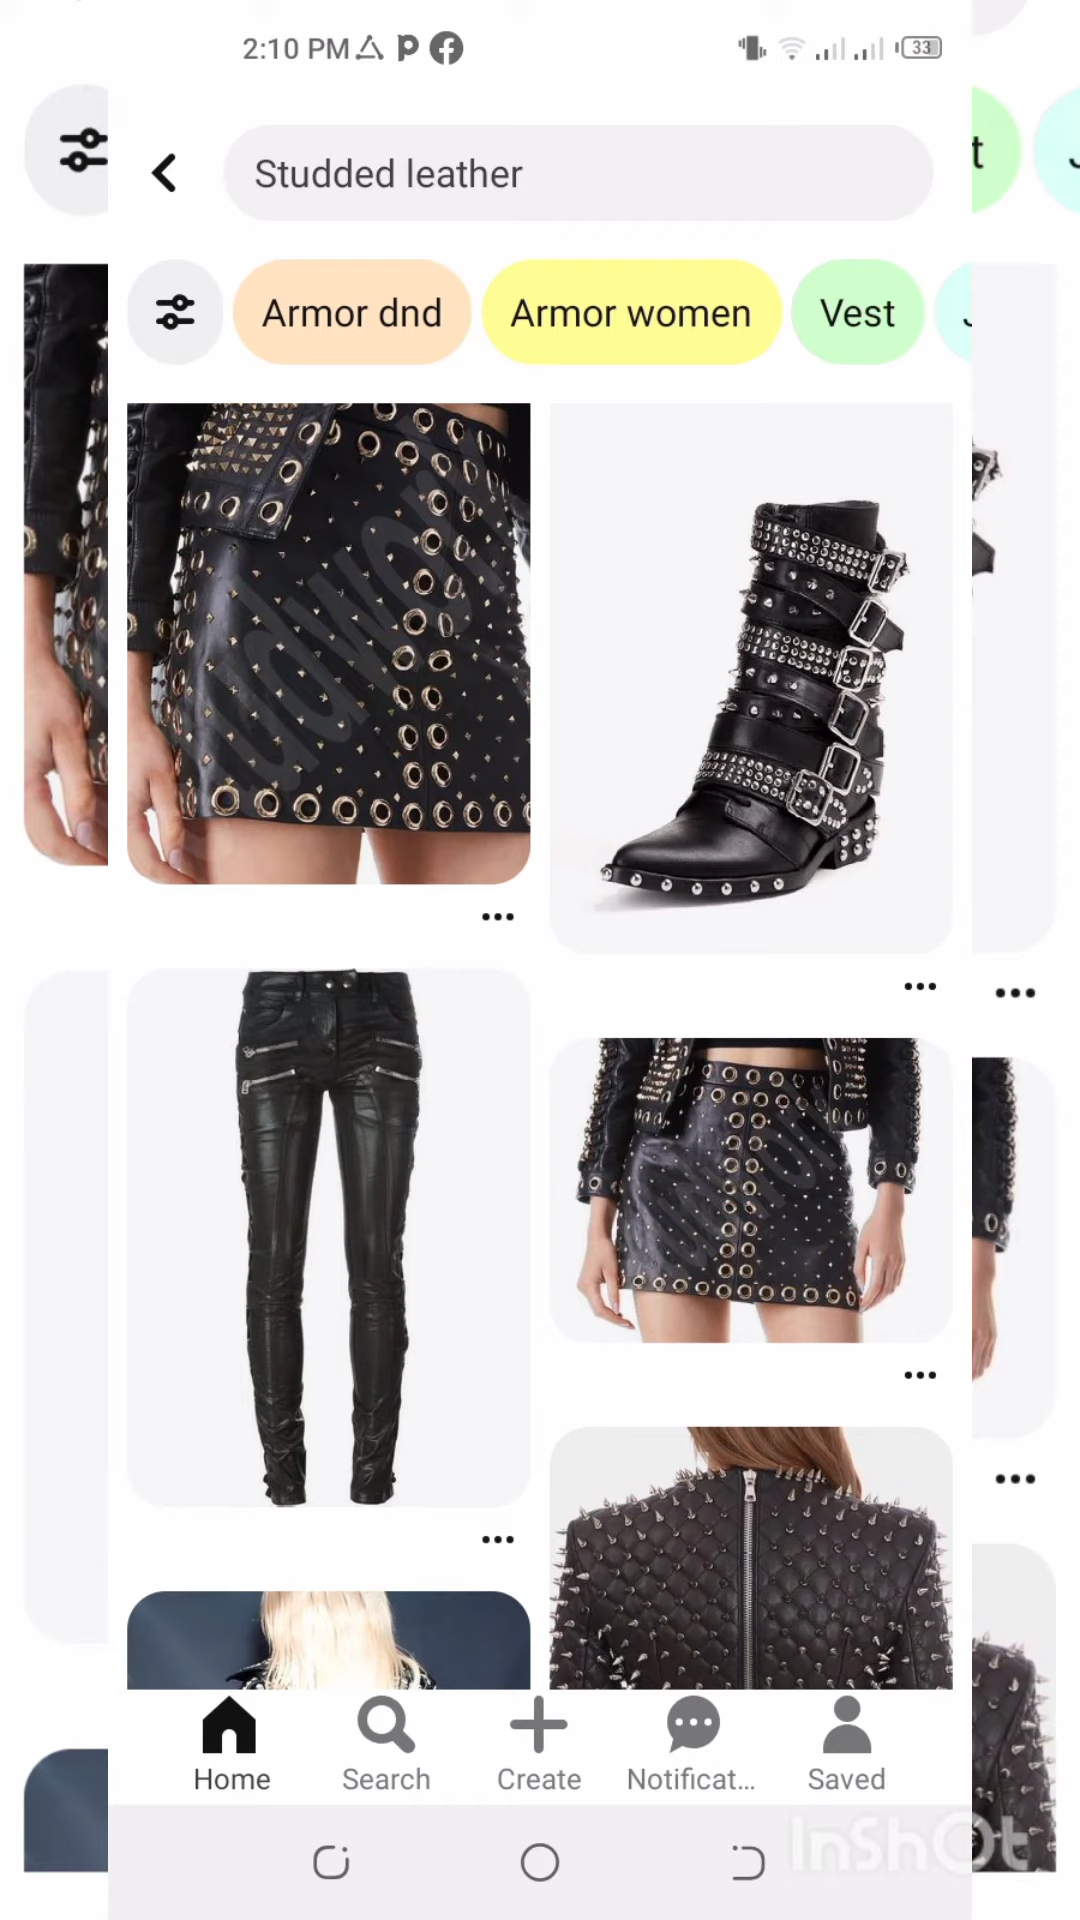 2:10 PM
33
Studded leather
Armor dnd
Armor women
Vest
t
Home
Search
Create
Notificat...
Saved
InShOt